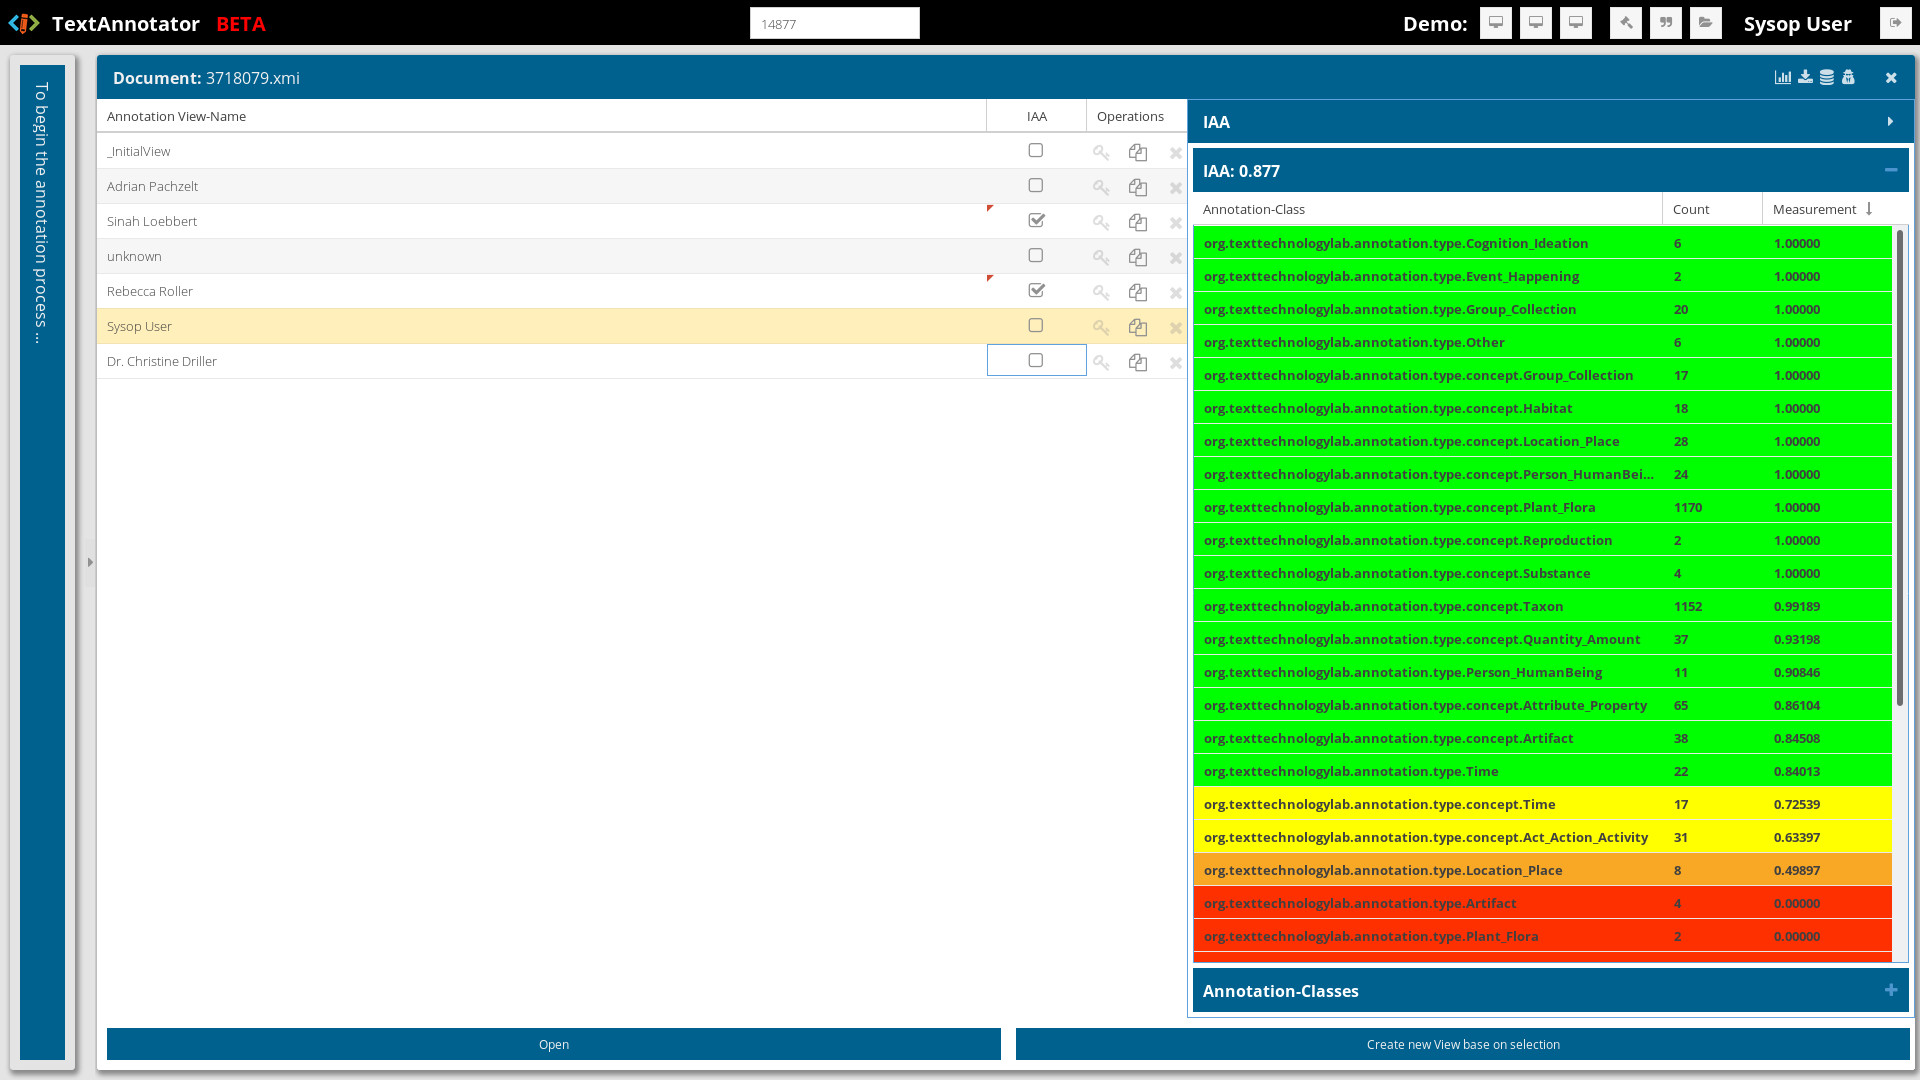 TextAnnotator BETA
14877
Demo:
Sysop User
To begin the annotation process ...
Document: 3718079.xmi
Annotation View-Name IAA Operations
_InitialView
Adrian Pachzelt
Sinah Loebbert
unknown
Rebecca Roller
Sysop User
Dr. Christine Driller
IAA
IAA: 0.877
Annotation-Class Count Measurement
org.texttechnologylab.annotation.type.Cognition_Ideation 6 1.00000
org.texttechnologylab.annotation.type.Event_Happening 2 1.00000
org.texttechnologylab.annotation.type.Group_Collection 20 1.00000
org.texttechnologylab.annotation.type.Other 6 1.00000
org.texttechnologylab.annotation.type.concept.Group_Collection 17 1.00000
org.texttechnologylab.annotation.type.concept.Habitat 18 1.00000
org.texttechnologylab.annotation.type.concept.Location_Place 28 1.00000
org.texttechnologylab.annotation.type.concept.Person_HumanBei... 24 1.00000
org.texttechnologylab.annotation.type.concept.Plant_Flora 1170 1.00000
org.texttechnologylab.annotation.type.concept.Reproduction 2 1.00000
org.texttechnologylab.annotation.type.concept.Substance 4 1.00000
org.texttechnologylab.annotation.type.concept.Taxon 1152 0.99189
org.texttechnologylab.annotation.type.concept.Quantity_Amount 37 0.93198
org.texttechnologylab.annotation.type.Person_HumanBeing 11 0.90846
org.texttechnologylab.annotation.type.concept.Attribute_Property 65 0.86104
org.texttechnologylab.annotation.type.concept.Artifact 38 0.84508
org.texttechnologylab.annotation.type.Time 22 0.84013
org.texttechnologylab.annotation.type.concept.Time 17 0.72539
org.texttechnologylab.annotation.type.concept.Act_Action_Activity 31 0.63397
org.texttechnologylab.annotation.type.Location_Place 8 0.49897
org.texttechnologylab.annotation.type.Artifact 4 0.00000
org.texttechnologylab.annotation.type.Plant_Flora 2 0.00000
Annotation-Classes
Open
Create new View base on selection